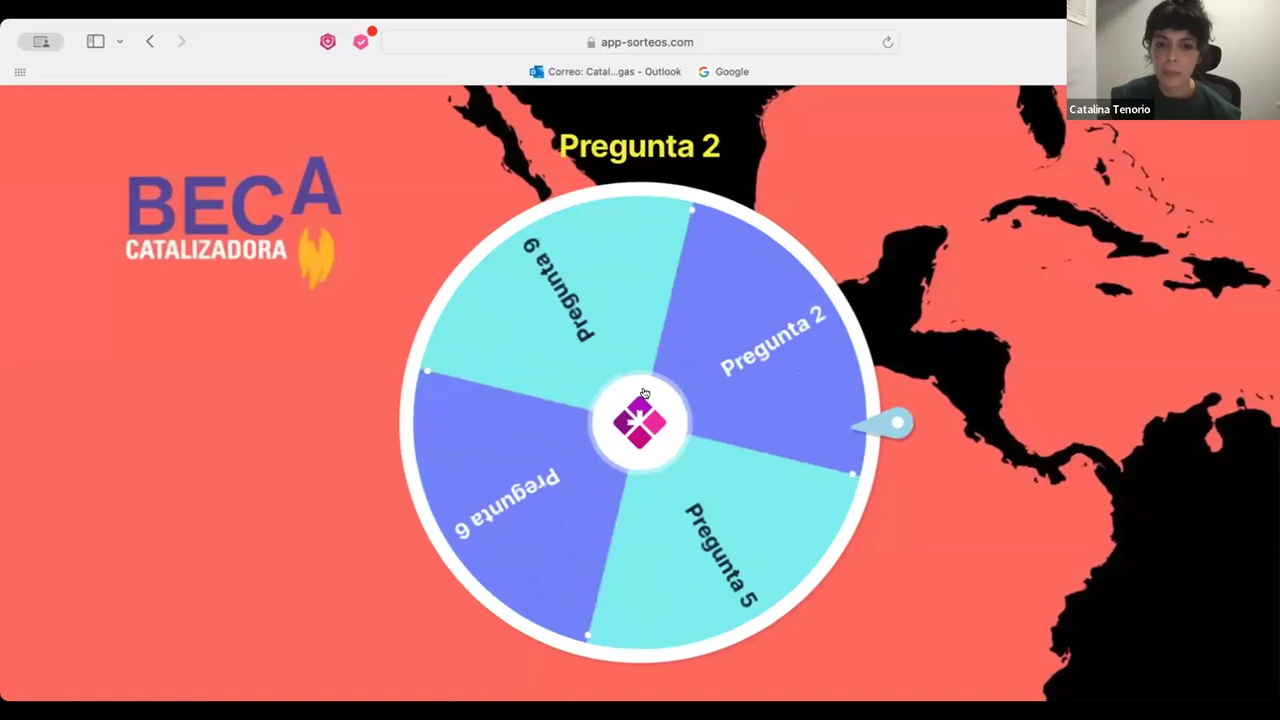 app-sorteos.com
Correo: Catal...gas - Outlook
Google
Catalina Tenorio
Pregunta 2
BECA
CATALIZADORA
Pregunta 9
Pregunta 2
Pregunta 6
Pregunta 5